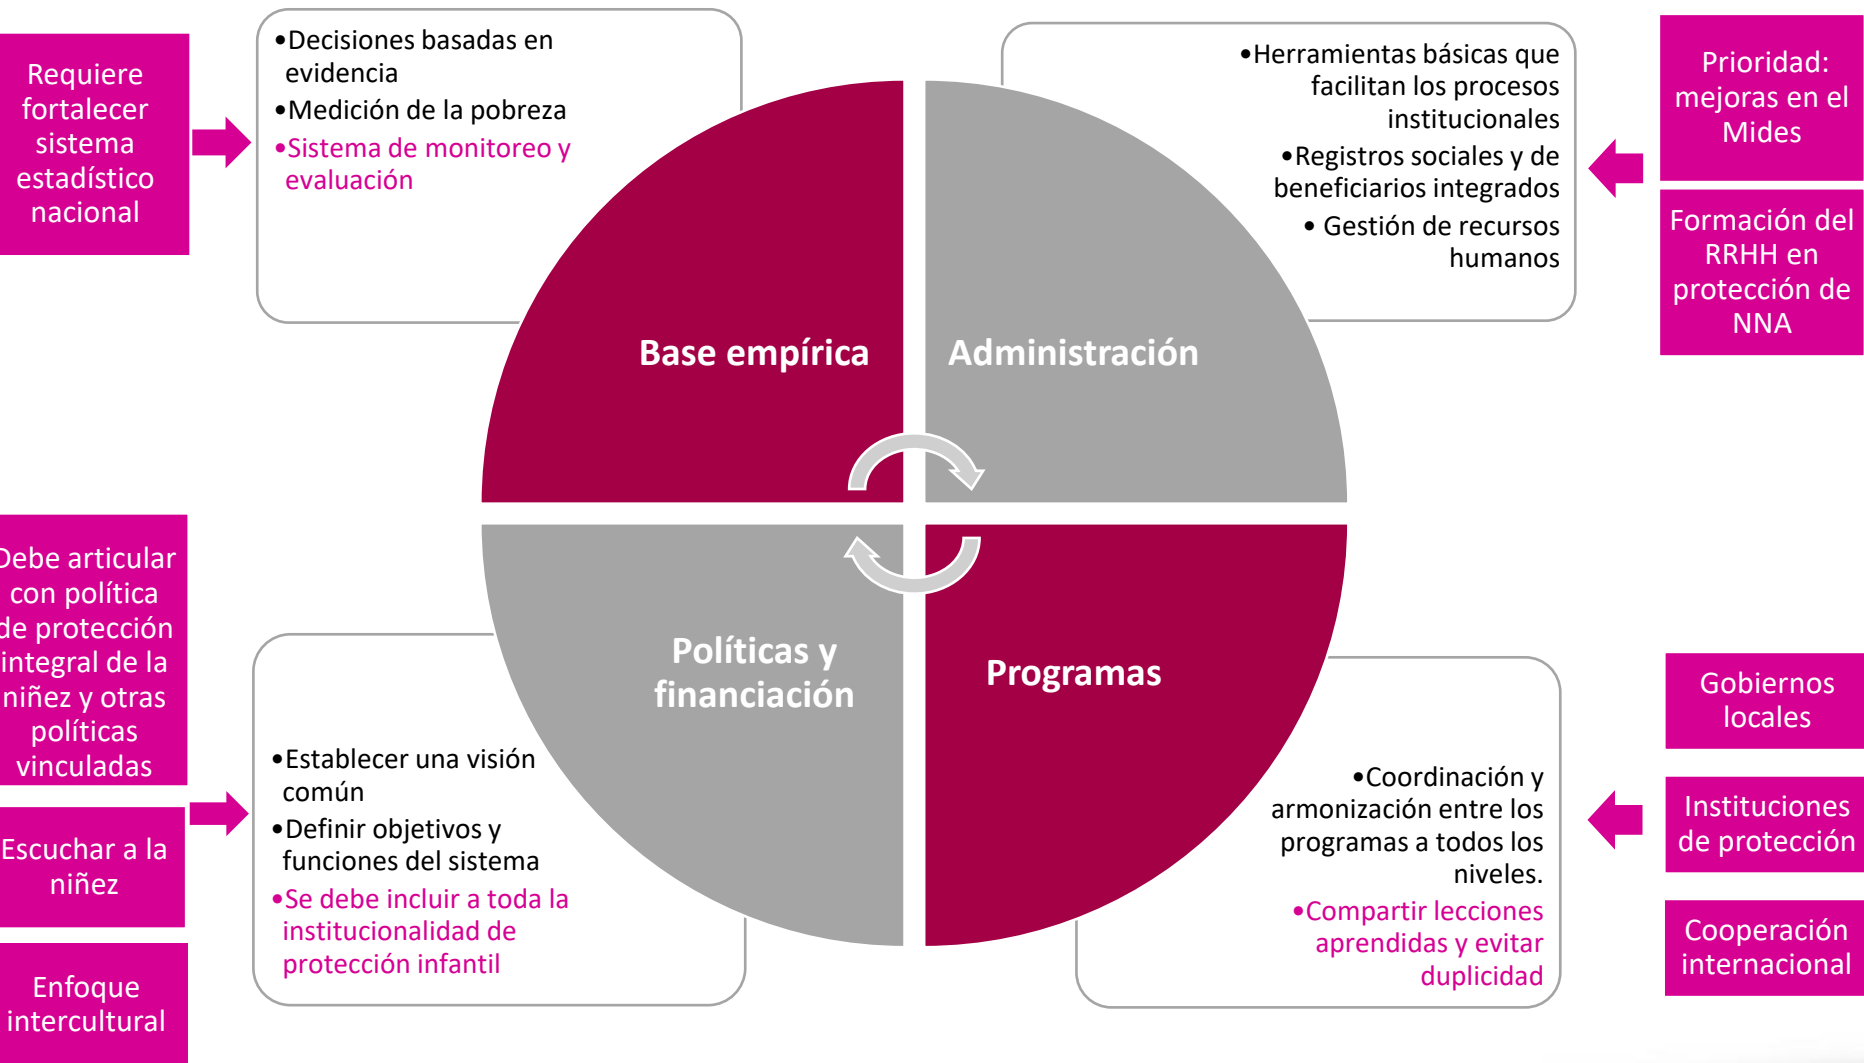 Requiere
fortalecer
sistema
estadístico
nacional
•Decisiones basadas en
evidencia
•Medición de la pobreza
•Sistema de monitoreo y
evaluación
•Herramientas básicas que
facilitan los procesos
institucionales
•Registros sociales y de
beneficiarios integrados
• Gestión de recursos
humanos
Prioridad:
mejoras en el
Mides
Formación del
RRHH en
protección de
NNA
Base empírica
Administración
Políticas y
financiación
Programas
Debe articular
con política
de protección
integral de la
niñez y otras
políticas
vinculadas
Escuchar a la
niñez
Enfoque
intercultural
•Establecer una visión
común
•Definir objetivos y
funciones del sistema
•Se debe incluir a toda la
institucionalidad de
protección infantil
•Coordinación y
armonización entre los
programas a todos los
niveles.
•Compartir lecciones
aprendidas y evitar
duplicidad
Gobiernos
locales
Instituciones
de protección
Cooperación
internacional